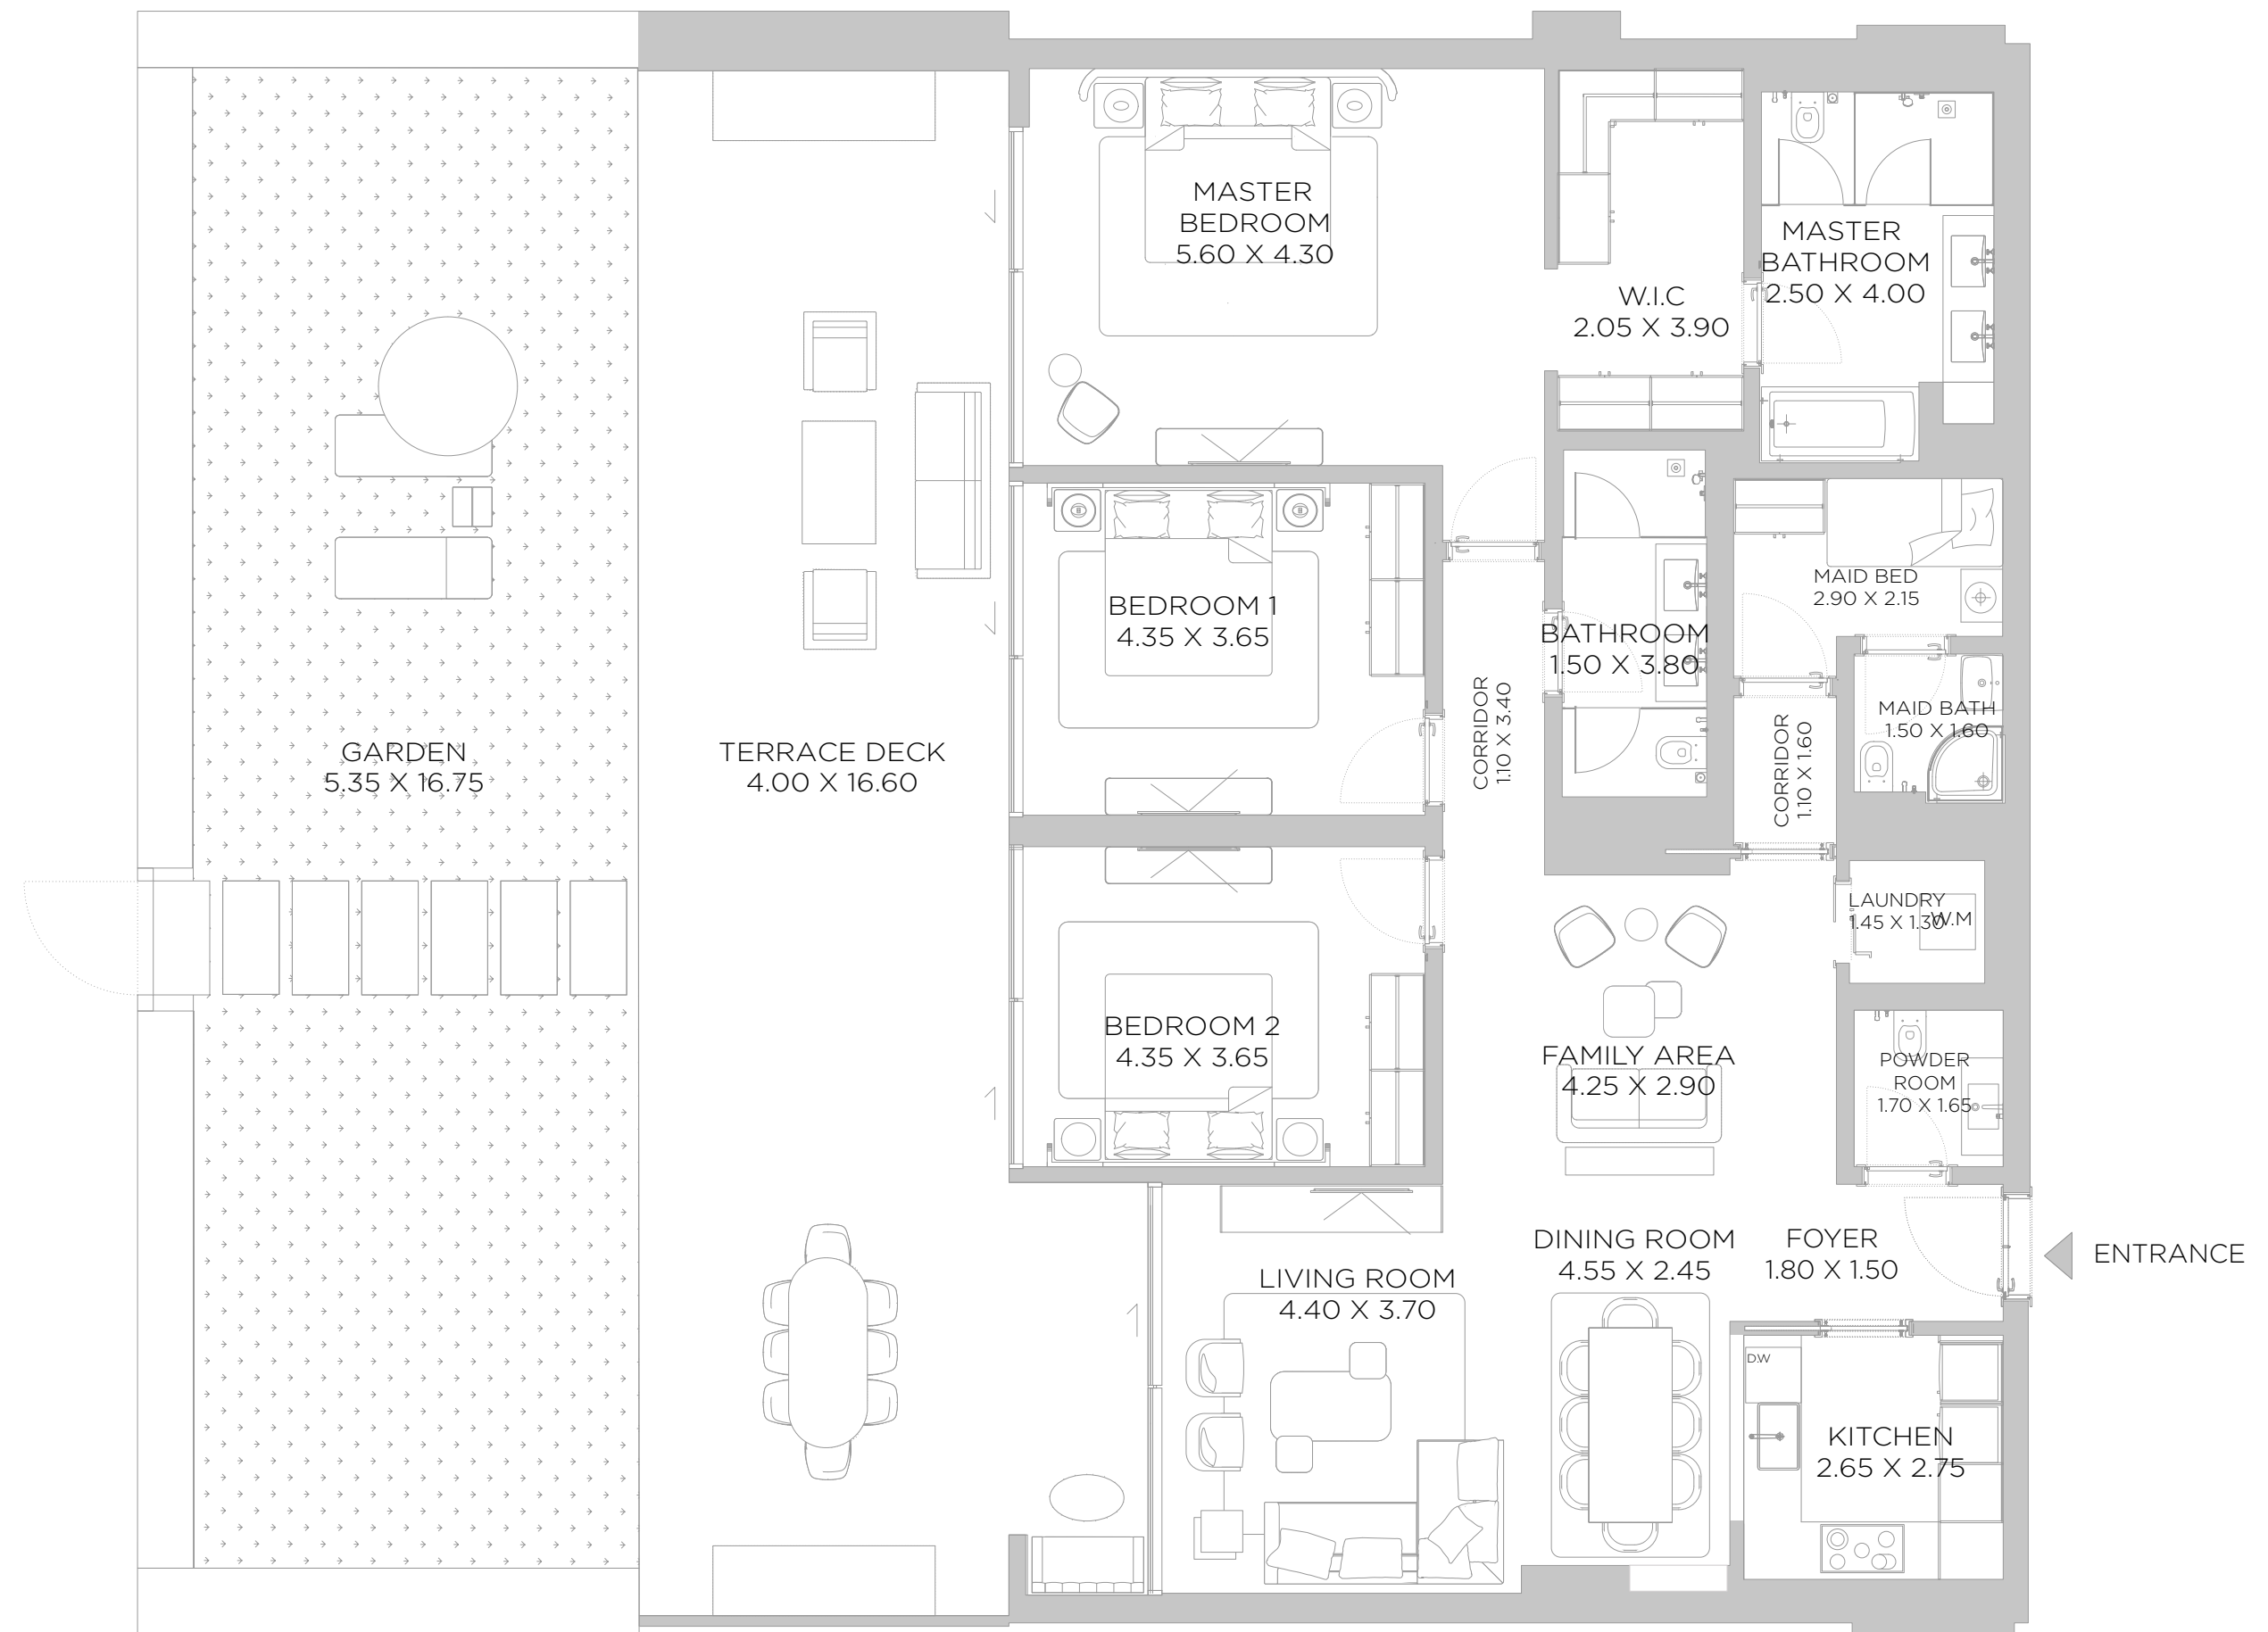 MASTER
BEDROOM
5.60 X 4.30
W.I.C
2.05 X 3.90
MASTER
BATHROOM
2.50 X 4.00
BEDROOM 1
4.35 X 3.65
BATHROOM
1.50 X 3.80
MAID BED
2.90 X 2.15
MAID BATH
1.50 X 1.60
CORRIDOR
1.10 X 3.40
CORRIDOR
1.10 X 1.60
GARDEN
5.35 X 16.75
TERRACE DECK
4.00 X 16.60
LAUNDRY
1.45 X 1.30
W.M
BEDROOM 2
4.35 X 3.65
FAMILY AREA
4.25 X 2.90
POWDER
ROOM
1.70 X 1.65
LIVING ROOM
4.40 X 3.70
DINING ROOM
4.55 X 2.45
FOYER
1.80 X 1.50
ENTRANCE
D.W
KITCHEN
2.65 X 2.75